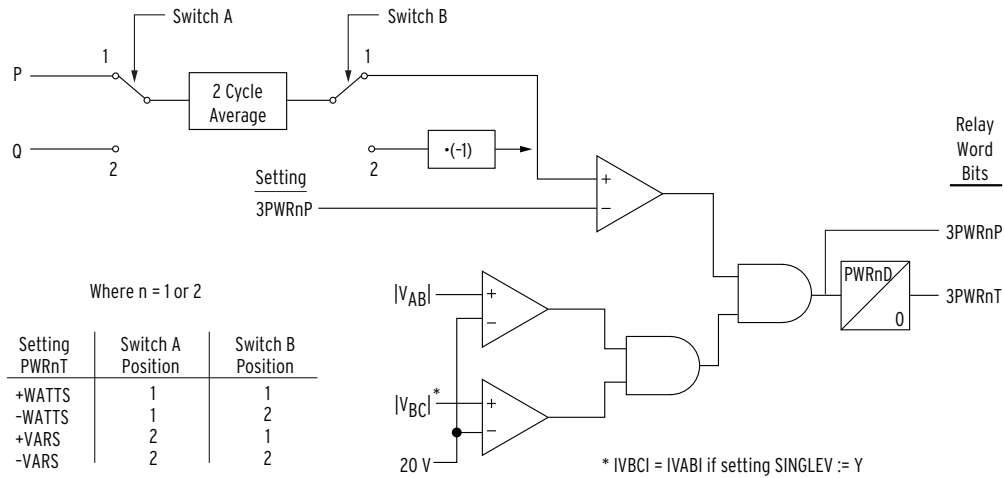 Switch A
Switch B
1
1
P
2 Cycle
Average
Q
2
2
•(-1)
Relay
Word
Bits
Setting
3PWRnP
+
–
3PWRnP
PWRnD
0
3PWRnT
Where n = 1 or 2
|VAB|
+
–
Setting
PWRnT
Switch A
Position
Switch B
Position
+WATTS 1 1
-WATTS 1 2
+VARS 2 1
-VARS 2 2
|VBC| *
+
–
20 V
* IVBCI = IVABI if setting SINGLEV := Y